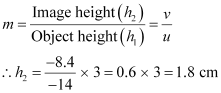 m = Image height(h₂) / Object height(h₁) = v / u
∴ h₂ = -8.4 / -14 × 3 = 0.6 × 3 = 1.8 cm